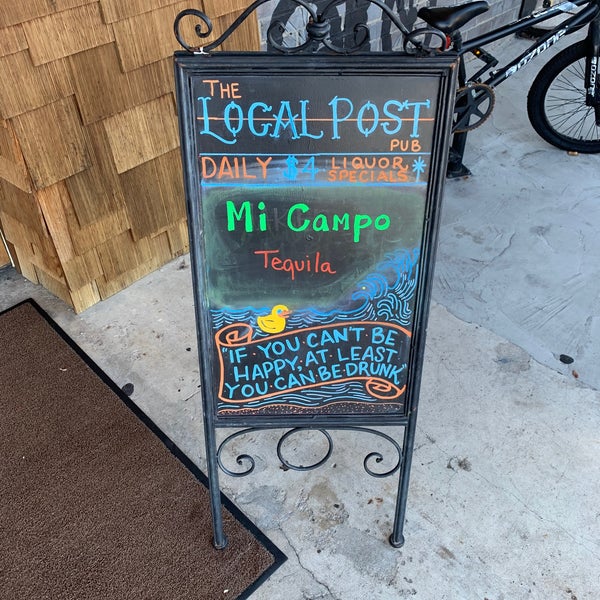 THE
LOCAL POST
PUB
DAILY $4 LIQUOR SPECIALS *
Mi Campo
Tequila
"IF YOU CAN'T BE
HAPPY, AT LEAST
YOU CAN BE DRUNK"